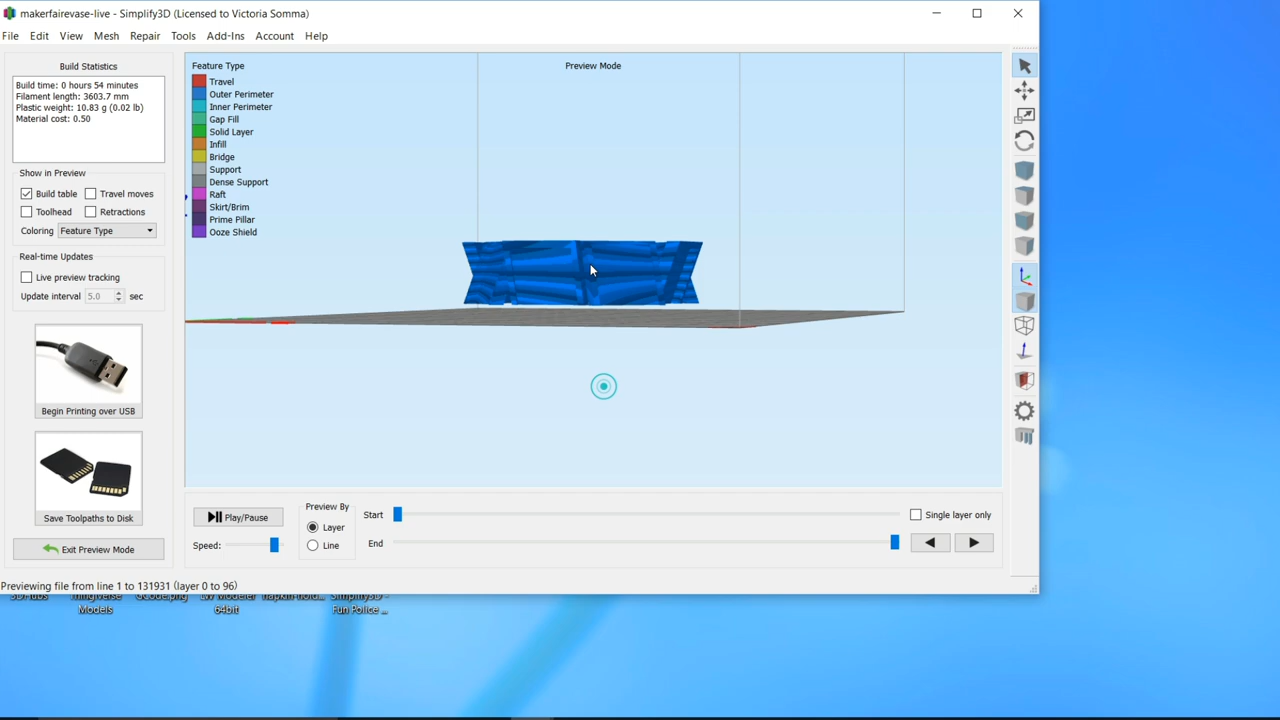 makerfairevase-live - Simplify3D (Licensed to Victoria Somma)
File Edit View Mesh Repair Tools Add-Ins Account Help
Build Statistics
Build time: 0 hours 54 minutes
Filament length: 3603.7 mm
Plastic weight: 10.83 g (0.02 lb)
Material cost: 0.50
Show in Preview
Build table Travel moves
Toolhead Retractions
Coloring Feature Type
Real-time Updates
Live preview tracking
Update interval 5.0 sec
Begin Printing over USB
Save Toolpaths to Disk
Exit Preview Mode
Feature Type
Travel
Outer Perimeter
Inner Perimeter
Gap Fill
Solid Layer
Infill
Bridge
Support
Dense Support
Raft
Skirt/Brim
Prime Pillar
Ooze Shield
Preview Mode
Play/Pause
Speed:
Preview By
Layer
Line
Start
End
Single layer only
Previewing file from line 1 to 131931 (layer 0 to 96)
Models
64bit
Fun Police ...